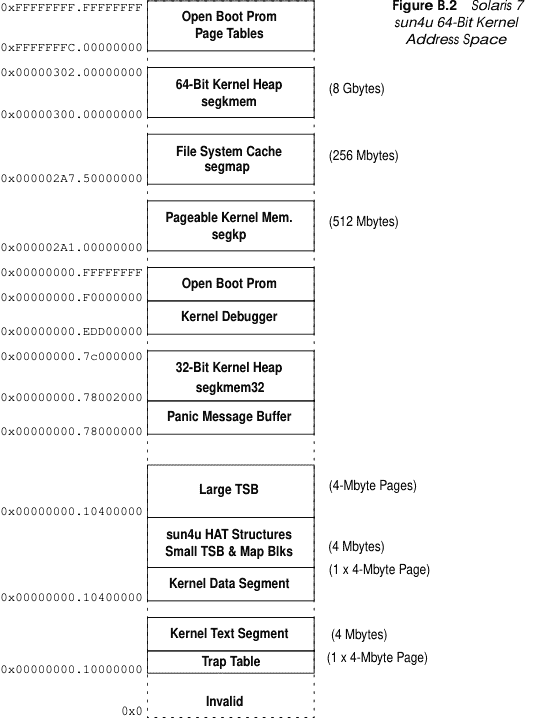 0xFFFFFFFF.FFFFFFFF
Open Boot Prom
Page Tables
0xFFFFFFFC.00000000
Figure B.2 Solaris 7
sun4u 64-Bit Kernel
Address Space
0x00000302.00000000
64-Bit Kernel Heap
segkmem
(8 Gbytes)
0x00000300.00000000
File System Cache
segmap
(256 Mbytes)
0x000002A7.50000000
Pageable Kernel Mem.
segkp
(512 Mbytes)
0x000002A1.00000000
0x00000000.FFFFFFFF
Open Boot Prom
0x00000000.F0000000
Kernel Debugger
0x00000000.EDD00000
0x00000000.7c000000
32-Bit Kernel Heap
segkmem32
0x00000000.78002000
Panic Message Buffer
0x00000000.78000000
Large TSB
(4-Mbyte Pages)
0x00000000.10400000
sun4u HAT Structures
Small TSB & Map Blks
(4 Mbytes)
(1 x 4-Mbyte Page)
Kernel Data Segment
0x00000000.10400000
Kernel Text Segment
(4 Mbytes)
Trap Table
(1 x 4-Mbyte Page)
0x00000000.10000000
Invalid
0x0